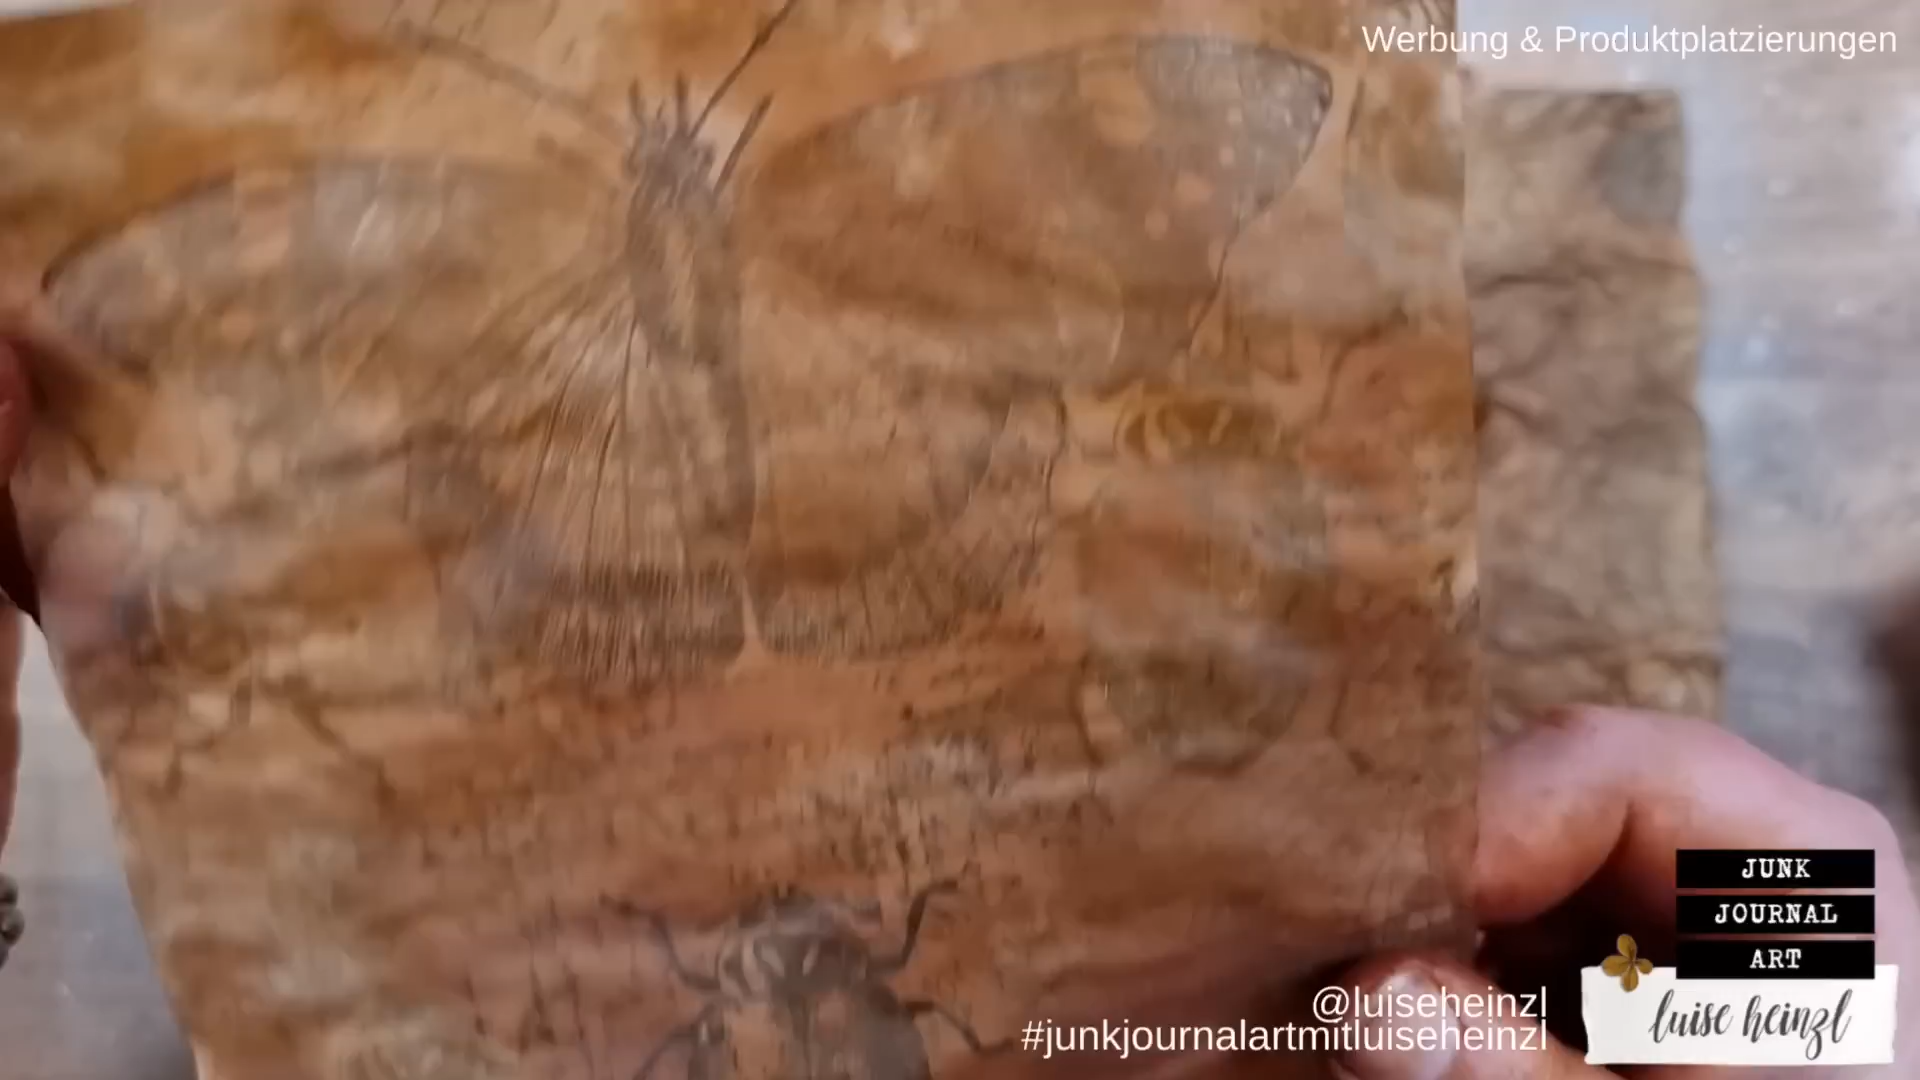 Werbung & Produktplatzierungen
JUNK
JOURNAL
ART
@luiseheinzl
#junkjournalartmitluiseheinzl
luise heinzl